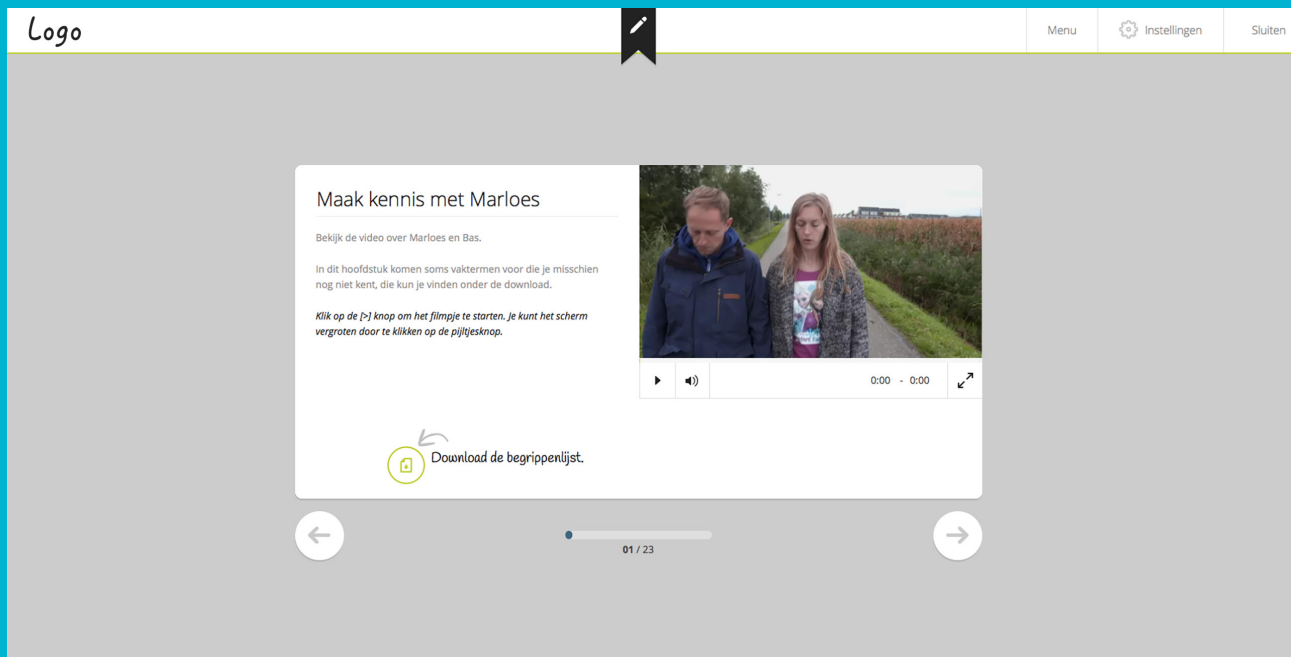 Logo
Menu
Instellingen
Sluiten
Maak kennis met Marloes
Bekijk de video over Marloes en Bas.
In dit hoofdstuk komen soms vaktermen voor die je misschien
nog niet kent, die kun je vinden onder de download.
Klik op de [>] knop om het filmpje te starten. Je kunt het scherm
vergroten door te klikken op de pijltjesknop.
0:00 - 0:00
Download de begrippenlijst.
01 / 23